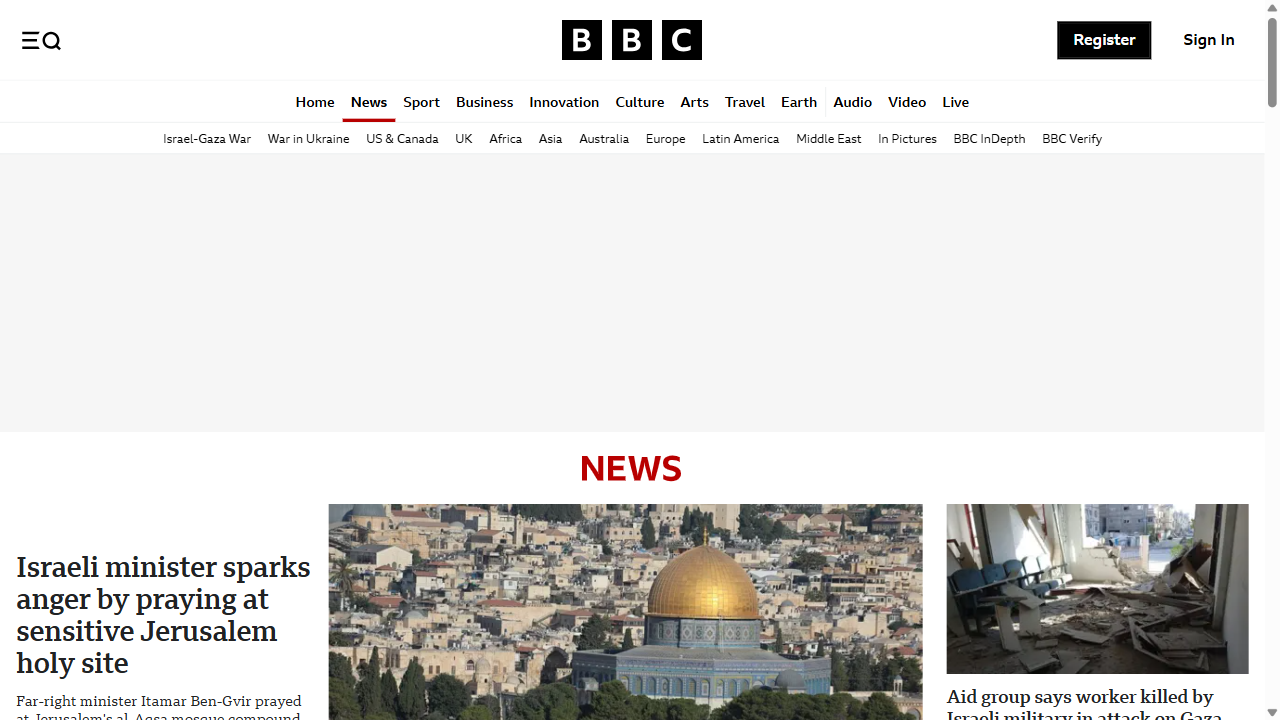 BBC
Register
Sign In
Home
News
Sport
Business
Innovation
Culture
Arts
Travel
Earth
Audio
Video
Live
Israel-Gaza War
War in Ukraine
US & Canada
UK
Africa
Asia
Australia
Europe
Latin America
Middle East
In Pictures
BBC InDepth
BBC Verify
NEWS
Israeli minister sparks
anger by praying at
sensitive Jerusalem
holy site
Far-right minister Itamar Ben-Gvir prayed
at Jerusalem's al-Aqsa mosque compound
Aid group says worker killed by
Israeli military in attack on Gaza